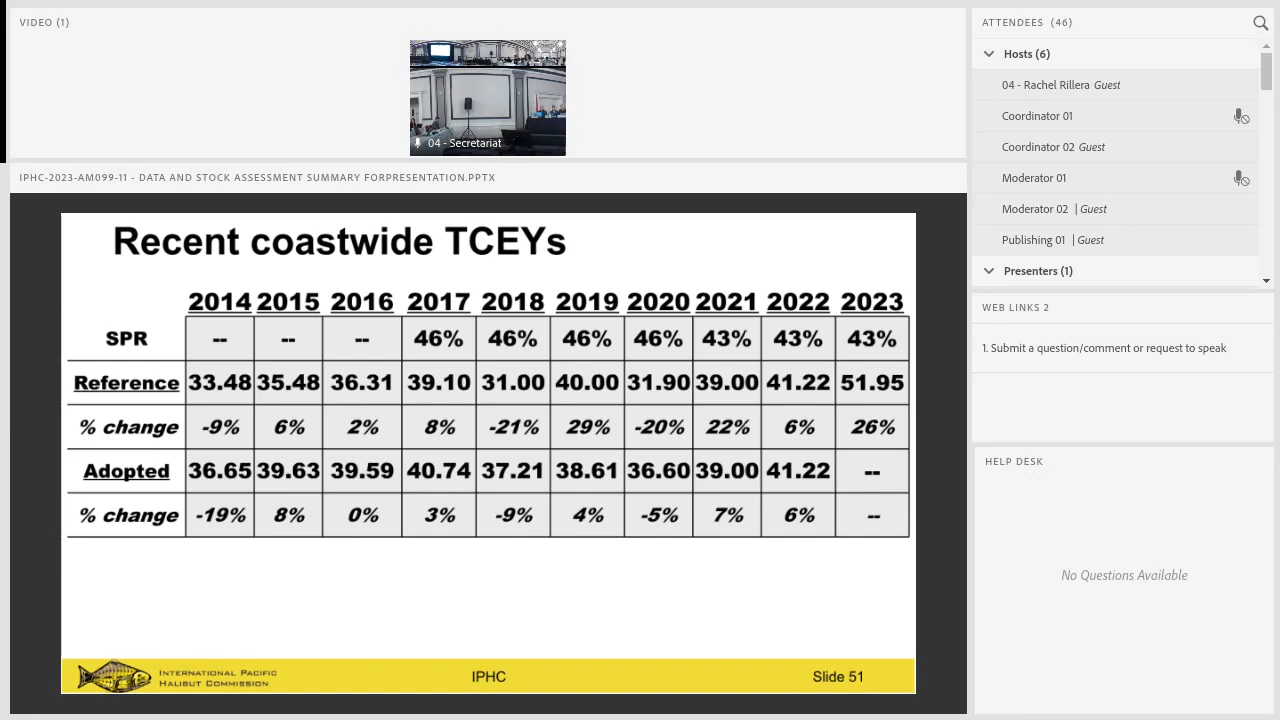 VIDEO (1)
04 - Secretariat
IPHC-2023-AM099-11 - DATA AND STOCK ASSESSMENT SUMMARY FORPRESENTATION.PPTX
Recent coastwide TCEYs
2014 2015 2016 2017 2018 2019 2020 2021 2022 2023
SPR -- -- -- 46% 46% 46% 46% 43% 43% 43%
Reference 33.48 35.48 36.31 39.10 31.00 40.00 31.90 39.00 41.22 51.95
% change -9% 6% 2% 8% -21% 29% -20% 22% 6% 26%
Adopted 36.65 39.63 39.59 40.74 37.21 38.61 36.60 39.00 41.22 --
% change -19% 8% 0% 3% -9% 4% -5% 7% 6% --
INTERNATIONAL PACIFIC
HALIBUT COMMISSION
IPHC
Slide 51
ATTENDEES (46)
Hosts (6)
04 - Rachel Rillera Guest
Coordinator 01
Coordinator 02 Guest
Moderator 01
Moderator 02 | Guest
Publishing 01 | Guest
Presenters (1)
WEB LINKS 2
1. Submit a question/comment or request to speak
HELP DESK
No Questions Available